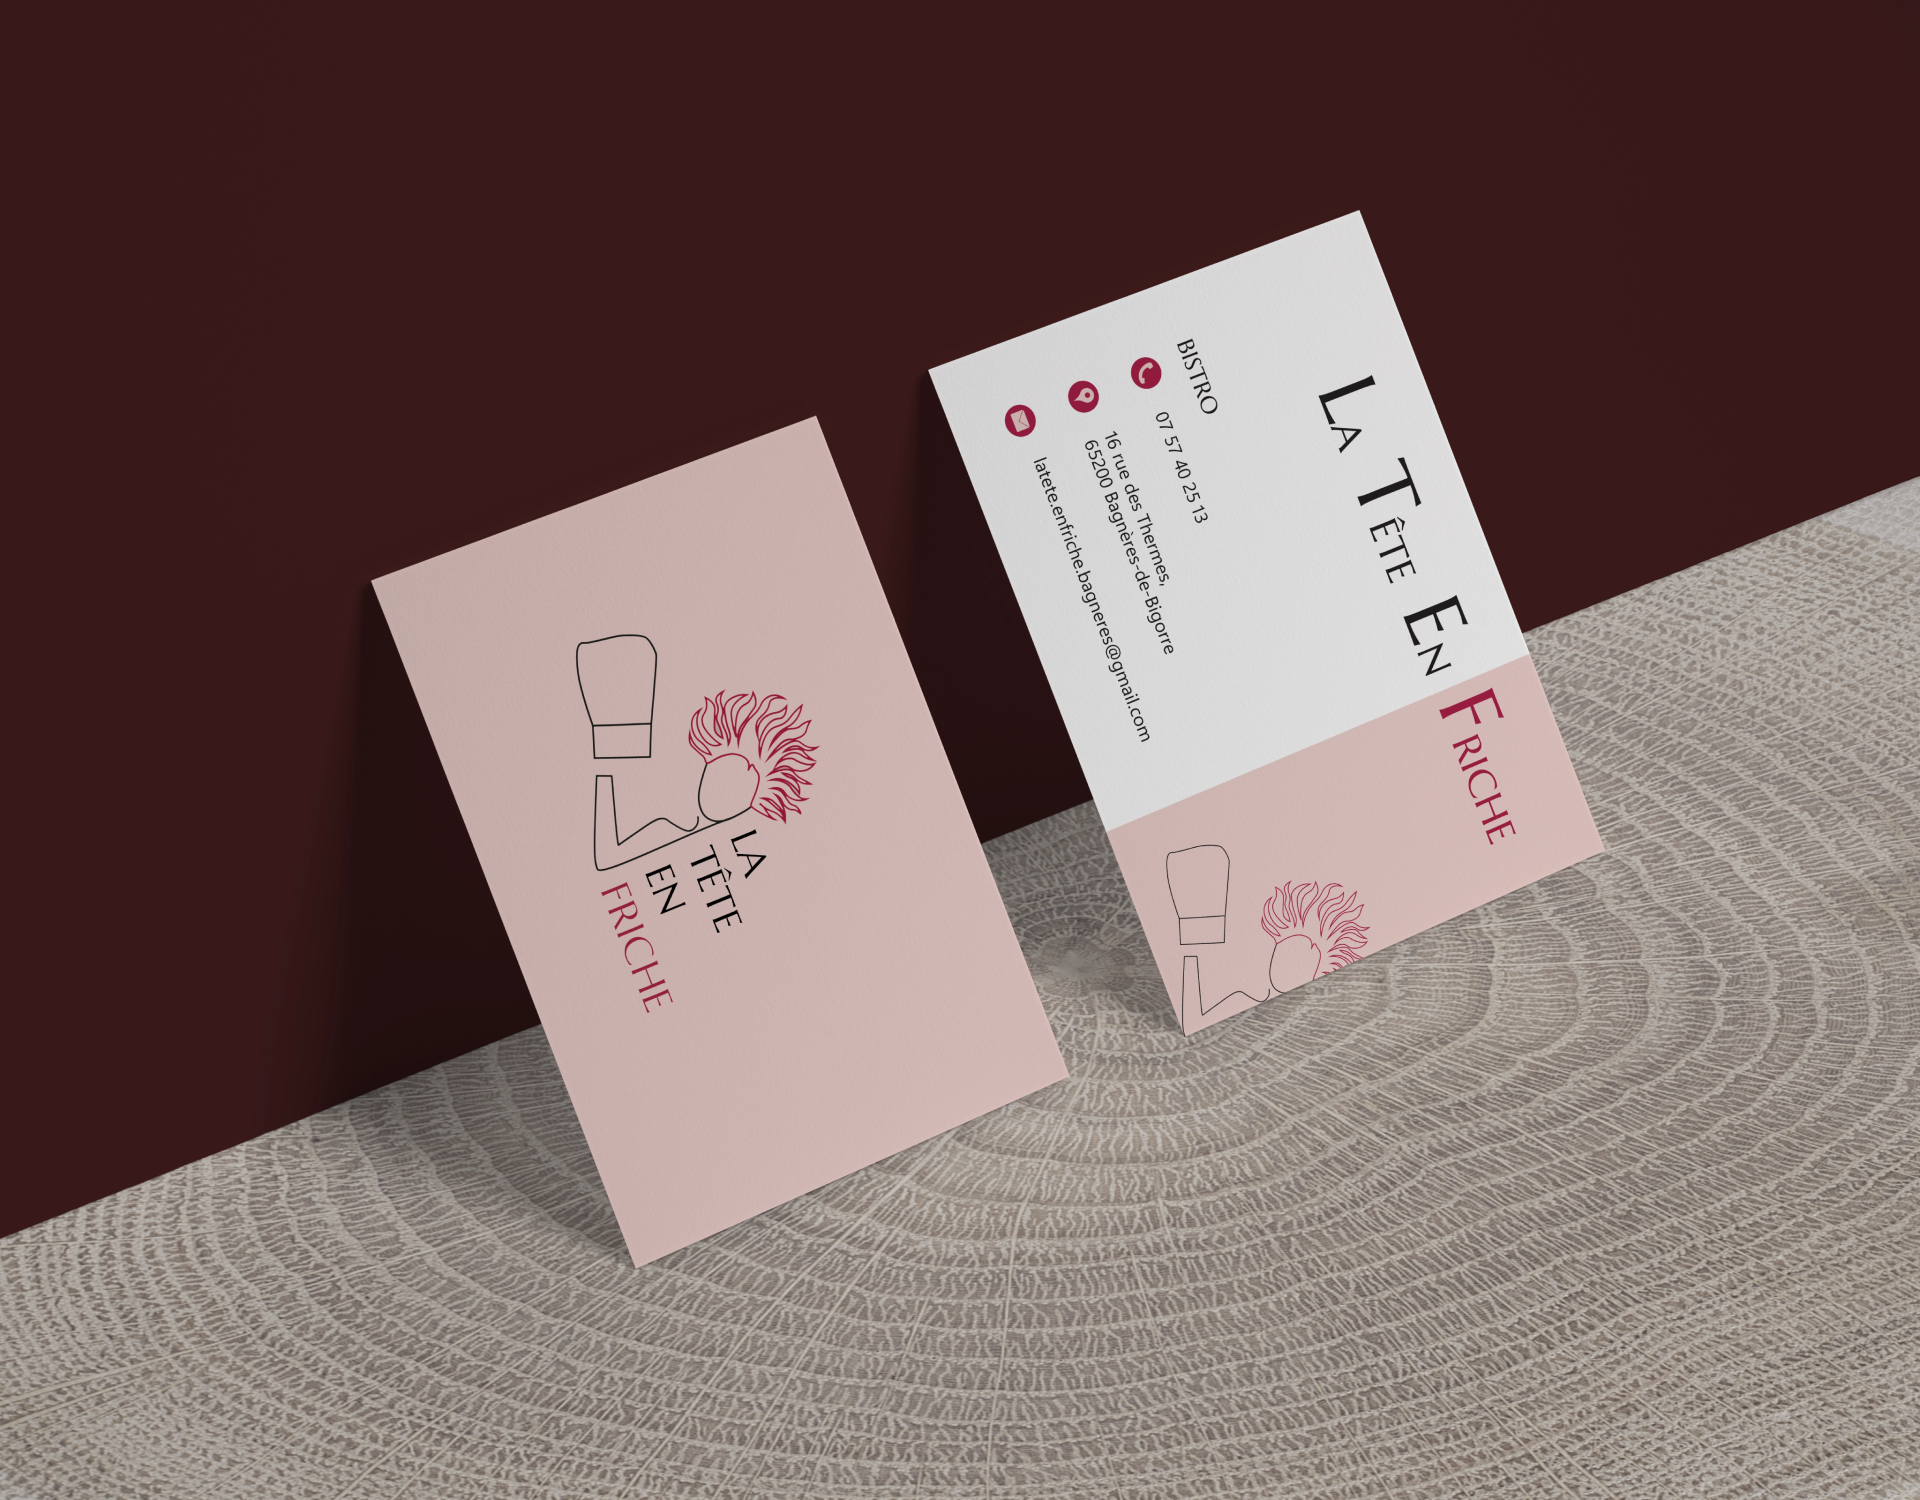 LA
TÊTE
EN
FRICHE
LA TÊTE EN FRICHE
BISTRO
07 57 40 25 13
16 rue des Thermes,
65200 Bagnères-de-Bigorre
latete.enfriche.bagneres@gmail.com